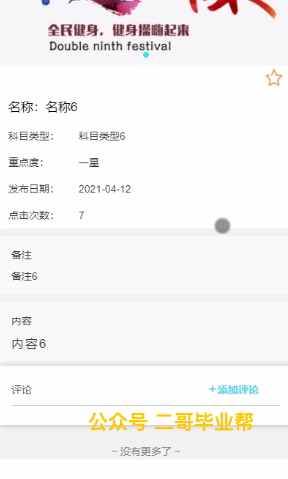 全民健身，健身操嗨起来
Double ninth festival
名称：名称6
科目类型： 科目类型6
重点度： 一星
发布日期： 2021-04-12
点击次数： 7
备注
备注6
内容
内容6
评论 +添加评论
公众号 二哥毕业帮
~ 没有更多了 ~